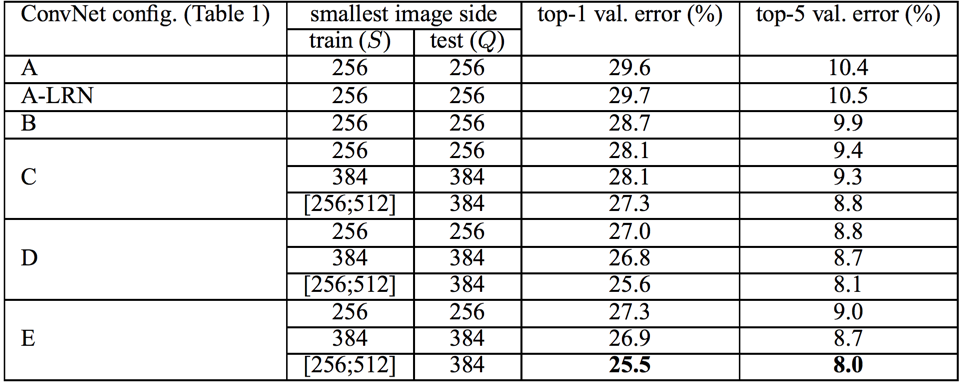 ConvNet config. (Table 1) smallest image side top-1 val. error (%) top-5 val. error (%)
train (S) test (Q)
A 256 256 29.6 10.4
A-LRN 256 256 29.7 10.5
B 256 256 28.7 9.9
C 256 256 28.1 9.4
384 384 28.1 9.3
[256;512] 384 27.3 8.8
D 256 256 27.0 8.8
384 384 26.8 8.7
[256;512] 384 25.6 8.1
E 256 256 27.3 9.0
384 384 26.9 8.7
[256;512] 384 25.5 8.0